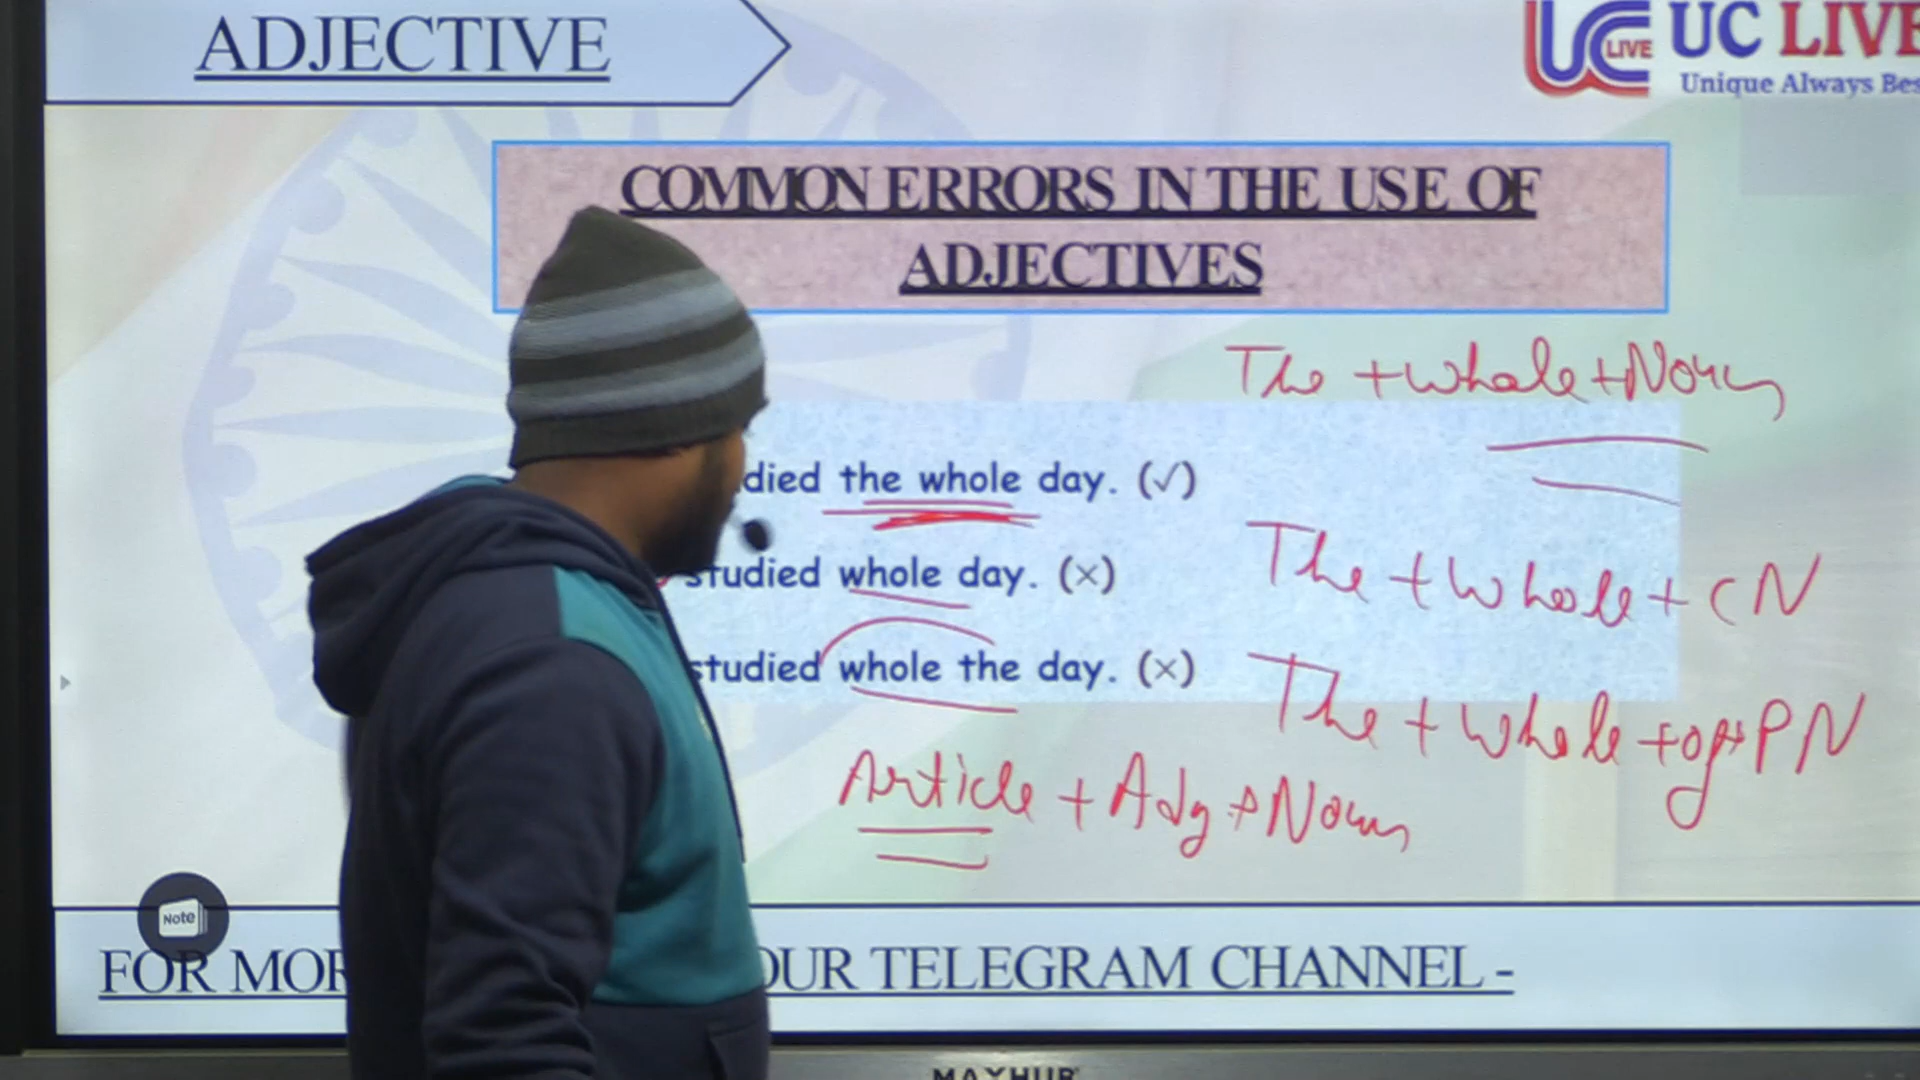 ADJECTIVE
LIVE
UC LIVE
Unique Always Bes
COMMON ERRORS IN THE USE OF
ADJECTIVES
The + whole + Noun
died the whole day. (✓)
studied whole day. (×)
The + whole + CN
studied whole the day. (×)
The + whole + of + PN
Article + Adj + Noun
Note
FOR MOR OUR TELEGRAM CHANNEL -
MAXHUB